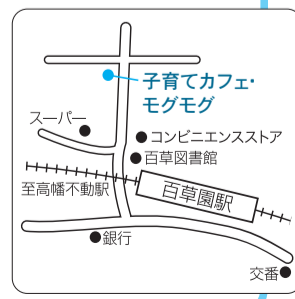 子育てカフェ・
モグモグ
スーパー
コンビニエンスストア
百草図書館
至高幡不動駅
百草園駅
銀行
交番